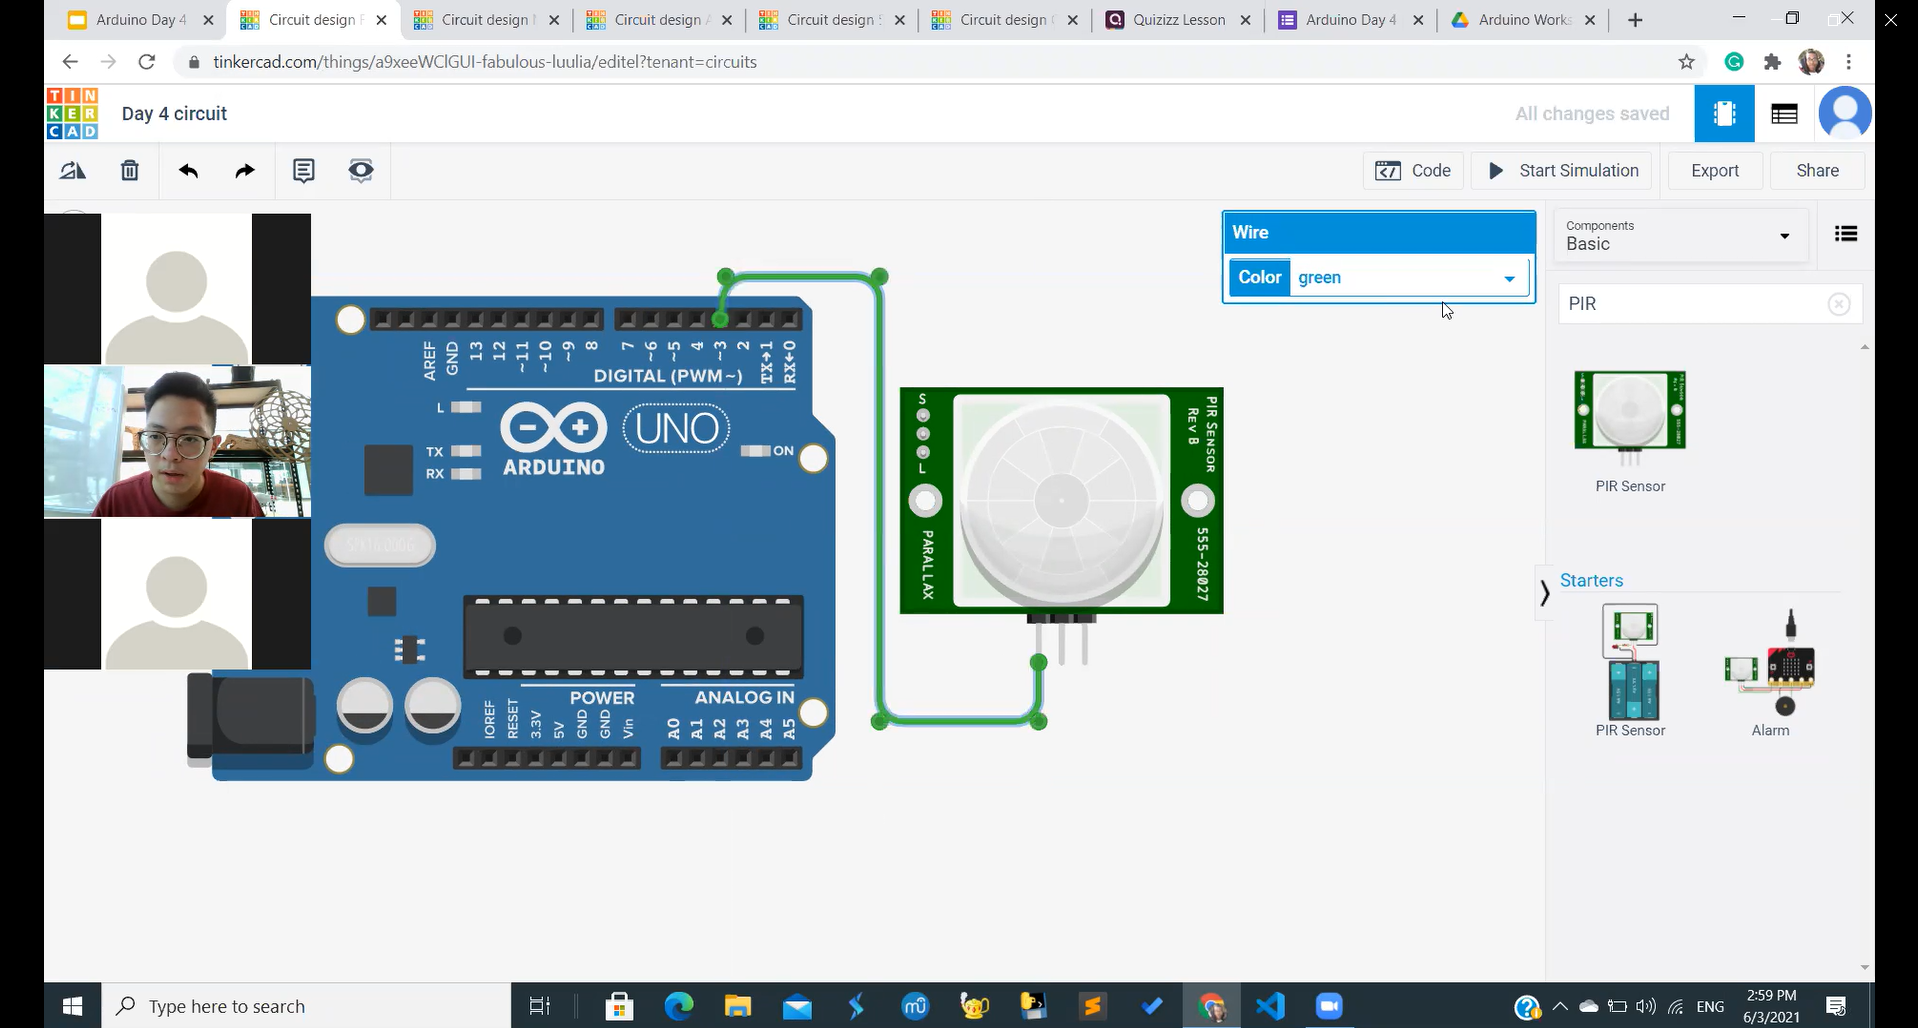 Arduino Day 4
Circuit design F
Circuit design M
Circuit design A
Circuit design S
Circuit design C
Quizizz Lesson
Arduino Day 4
Arduino Works
tinkercad.com/things/a9xeeWClGUI-fabulous-luulia/editel?tenant=circuits
TIN
KER
CAD
Day 4 circuit
All changes saved
Code
Start Simulation
Export
Share
Wire
Color green
Components
Basic
PIR
PIR Sensor
Starters
PIR Sensor
Alarm
AREF
GND
13
12
~11
~10
~9
8
7
~6
~5
4
~3
2
TX→1
RX←0
DIGITAL (PWM ~)
L
TX
RX
ARDUINO
UNO
ON
POWER
ANALOG IN
IOREF
RESET
3.3V
5V
GND
GND
Vin
A0
A1
A2
A3
A4
A5
S
L
PIR SENSOR
REV B
PARALLAX
555-28027
Type here to search
ENG
2:59 PM
6/3/2021